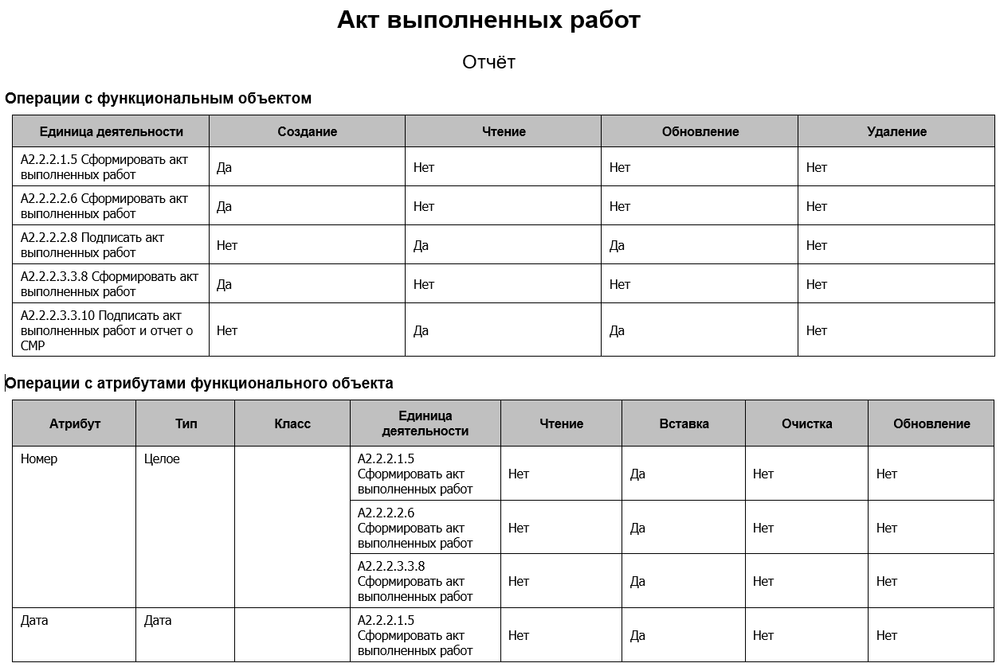 Акт выполненных работ
Отчёт
Операции с функциональным объектом
Единица деятельности Создание Чтение Обновление Удаление
A2.2.2.1.5 Сформировать акт
выполненных работ
Да Нет Нет Нет
A2.2.2.2.6 Сформировать акт
выполненных работ
Да Нет Нет Нет
A2.2.2.2.8 Подписать акт
выполненных работ
Нет Да Да Нет
A2.2.2.3.3.8 Сформировать акт
выполненных работ
Да Нет Нет Нет
A2.2.2.3.3.10 Подписать акт
выполненных работ и отчет о
СМР
Нет Да Да Нет
Операции с атрибутами функционального объекта
Атрибут Тип Класс Единица
деятельности
Чтение Вставка Очистка Обновление
Номер Целое A2.2.2.1.5
Сформировать акт
выполненных работ
Нет Да Нет Нет
A2.2.2.2.6
Сформировать акт
выполненных работ
Нет Да Нет Нет
A2.2.2.3.3.8
Сформировать акт
выполненных работ
Нет Да Нет Нет
Дата Дата A2.2.2.1.5
Сформировать акт
выполненных работ
Нет Да Нет Нет